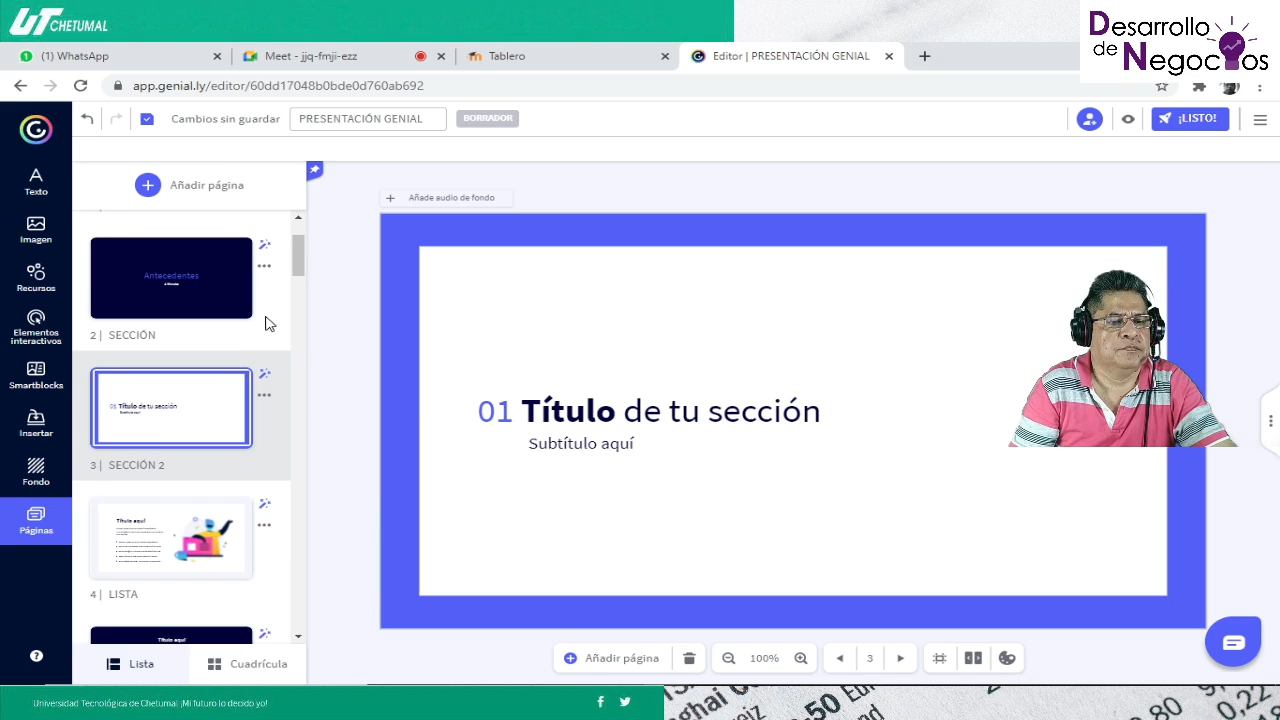 UT CHETUMAL
Desarrollo
de Negocios
(1) WhatsApp
Meet - jjq-fmji-ezz
Tablero
Editor | PRESENTACIÓN GENIAL
app.genial.ly/editor/60dd17048b0bde0d760ab692
Cambios sin guardar
PRESENTACIÓN GENIAL
BORRADOR
¡LISTO!
Texto
Imagen
Recursos
Elementos
interactivos
Smartblocks
Insertar
Fondo
Páginas
Añadir página
Antecedentes
2 | SECCIÓN
01 Título de tu sección
Subtítulo aquí
3 | SECCIÓN 2
Título aquí
4 | LISTA
Título aquí
Lista
Cuadrícula
Añade audio de fondo
01 Título de tu sección
Subtítulo aquí
Añadir página
100%
3
Universidad Tecnológica de Chetumal ¡Mi futuro lo decido yo!